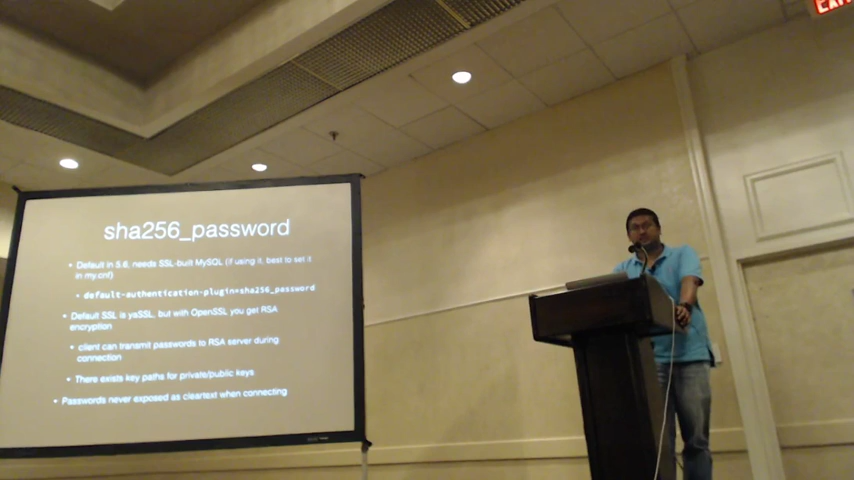 sha256_password
• Default in 5.6, needs SSL-built MySQL (if using it, best to set it
in my.cnf)
• default-authentication-plugin=sha256_password
• Default SSL is yaSSL, but with OpenSSL you get RSA
encryption
• client can transmit passwords to RSA server during
connection
• There exists key paths for private/public keys
• Passwords never exposed as cleartext when connecting
EXIT